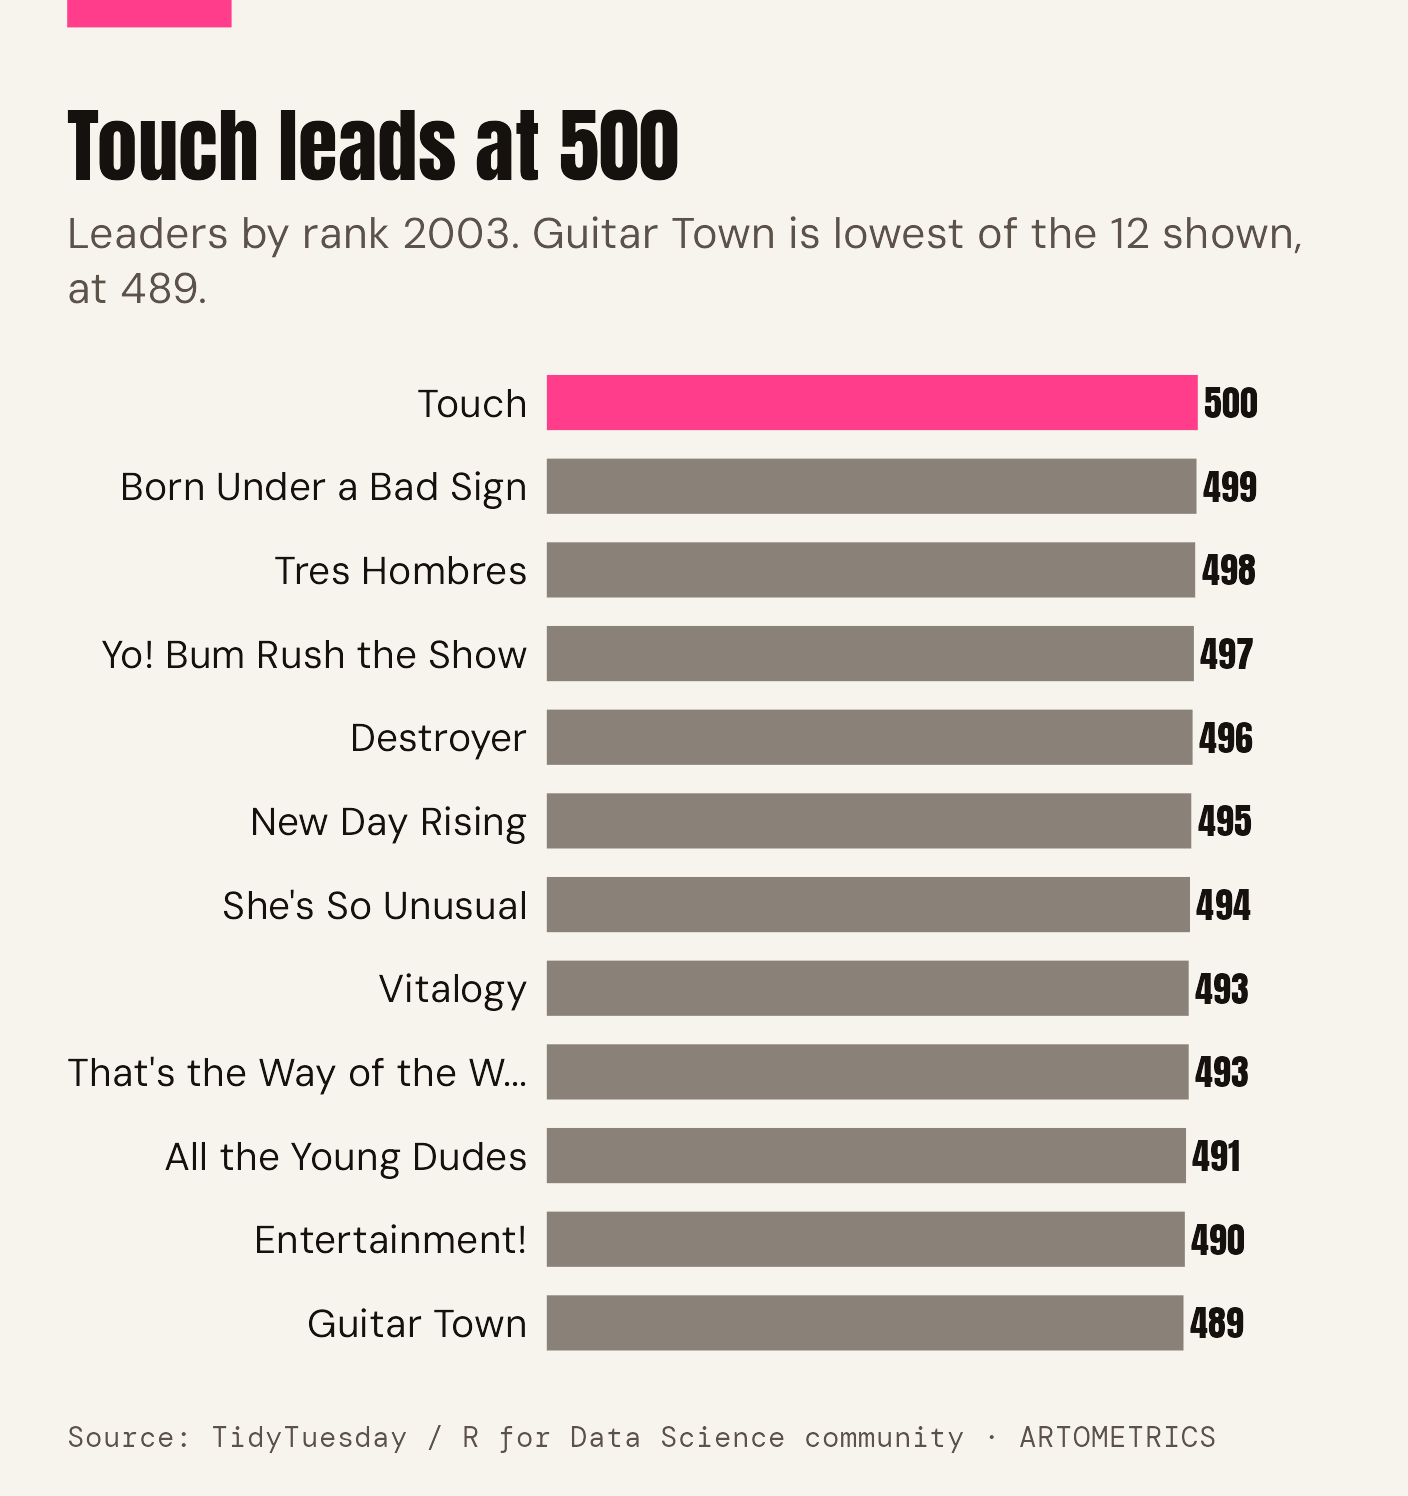 Touch leads at 500
Leaders by rank 2003. Guitar Town is lowest of the 12 shown,
at 489.
Touch 500
Born Under a Bad Sign 499
Tres Hombres 498
Yo! Bum Rush the Show 497
Destroyer 496
New Day Rising 495
She's So Unusual 494
Vitalogy 493
That's the Way of the W... 493
All the Young Dudes 491
Entertainment! 490
Guitar Town 489
Source: TidyTuesday / R for Data Science community · ARTOMETRICS